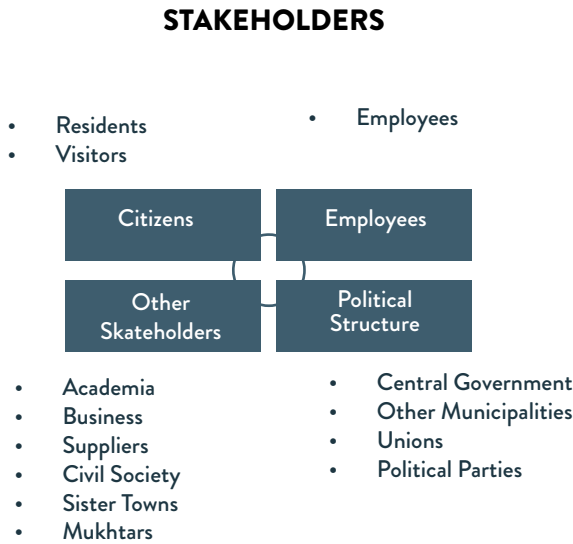 STAKEHOLDERS
• Residents
• Visitors
• Employees
Citizens
Employees
Other
Skateholders
Political
Structure
• Academia
• Business
• Suppliers
• Civil Society
• Sister Towns
• Mukhtars
• Central Government
• Other Municipalities
• Unions
• Political Parties